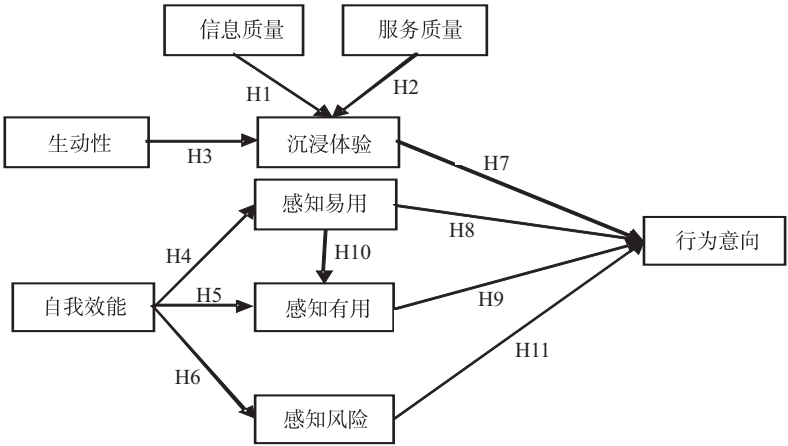 信息质量
服务质量
H1
H2
生动性
H3
沉浸体验
H7
感知易用
H4
H8
H10
行为意向
自我效能
H5
感知有用
H9
H6
H11
感知风险